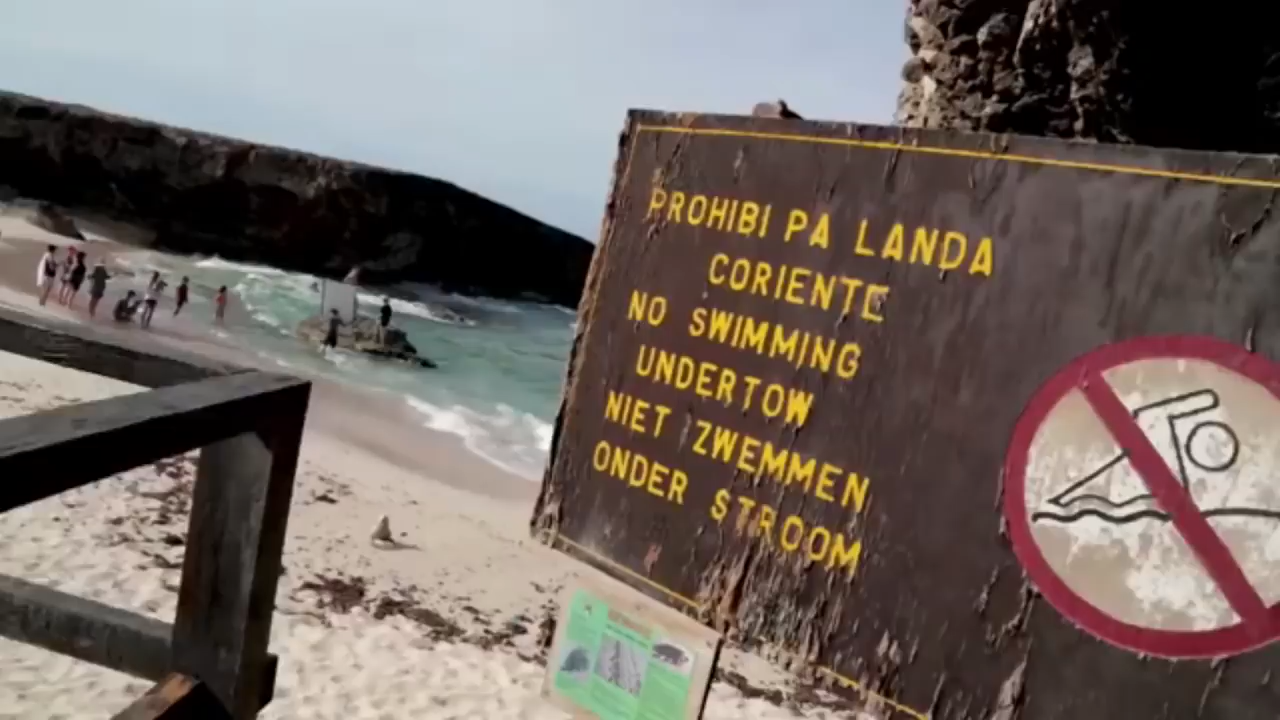 PROHIBI PA LANDA
CORIENTE
NO SWIMMING
UNDERTOW
NIET ZWEMMEN
ONDER STROOM